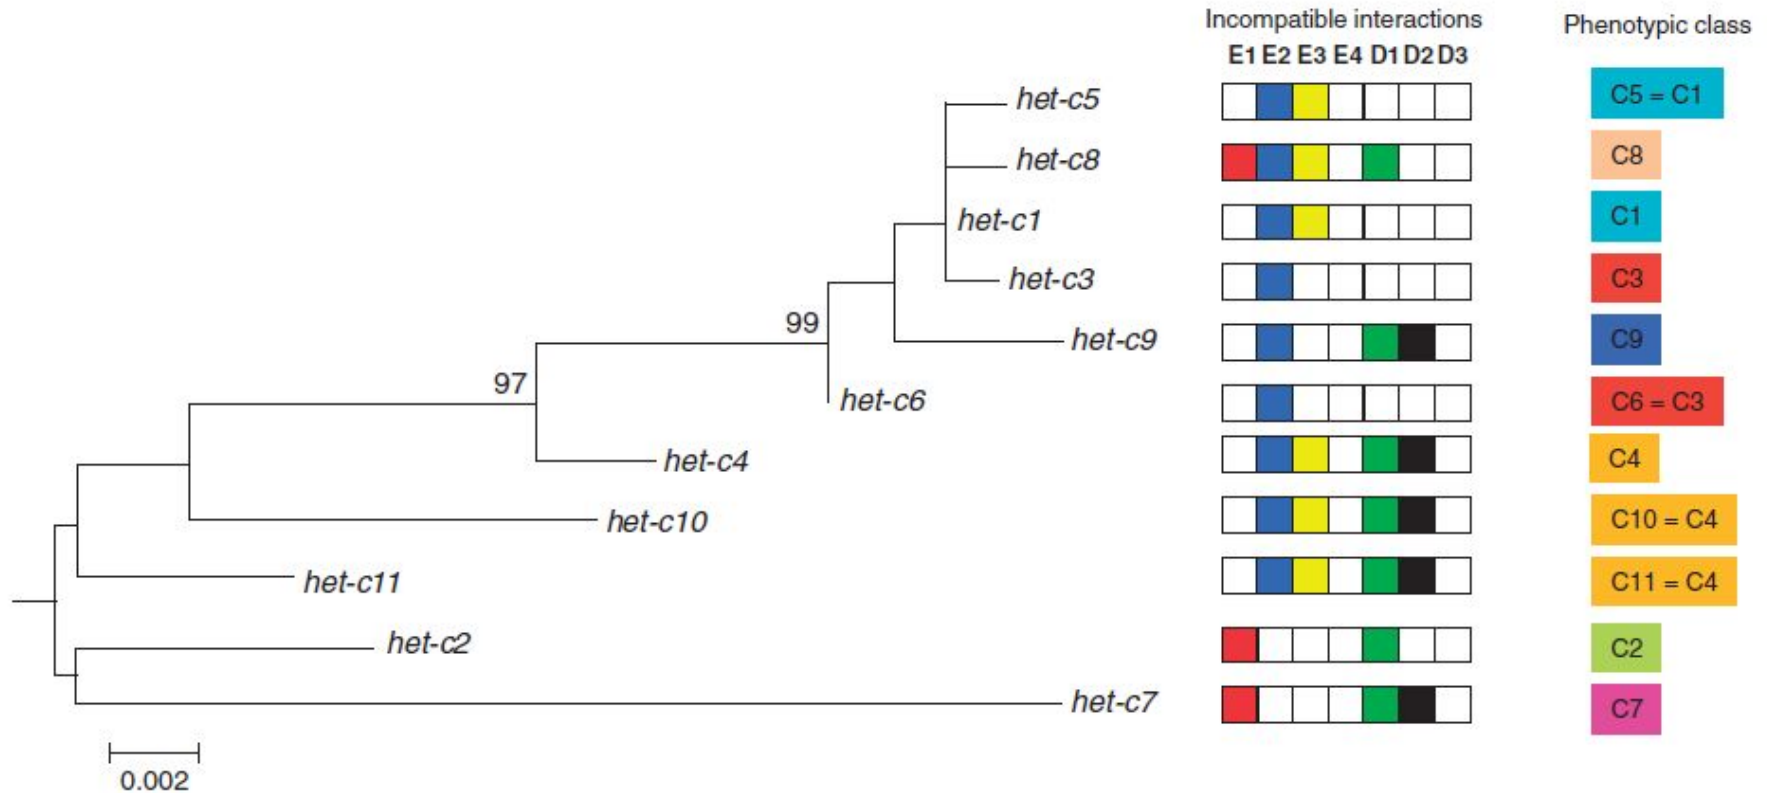 Incompatible interactions
Phenotypic class
E1 E2 E3 E4 D1 D2 D3
het-c5
C5 = C1
het-c8
C8
het-c1
C1
het-c3
C3
99
het-c9
C9
97
het-c6
C6 = C3
het-c4
C4
het-c10
C10 = C4
het-c11
C11 = C4
het-c2
C2
het-c7
C7
0.002